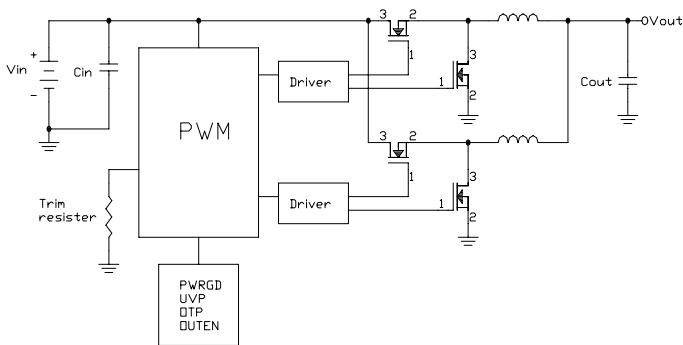 3 2
0Vout
+
Vin
-
Cin
1
Driver
3
1
2
Cout
PWM
3 2
1
Driver
3
1
2
Trim
resister
PWRGD
UVP
OTP
OUTEN